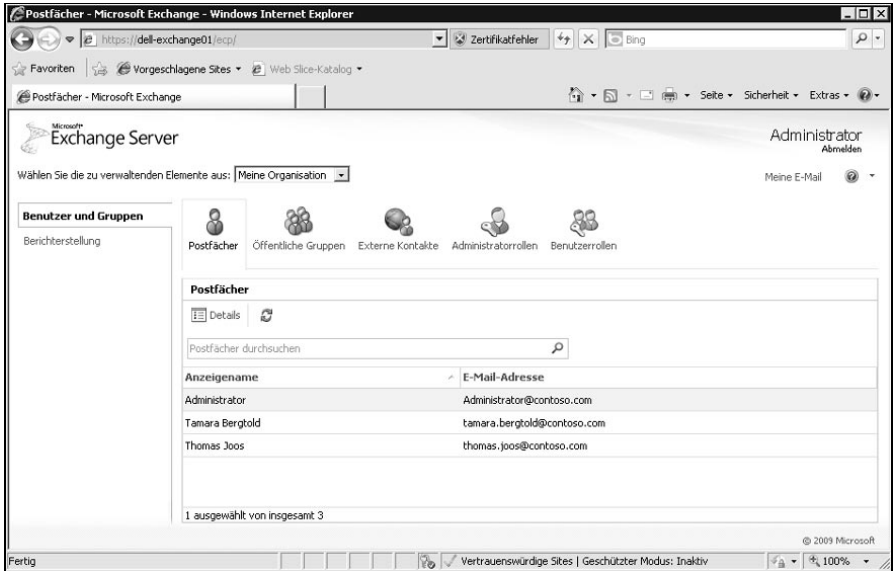 Postfächer - Microsoft Exchange - Windows Internet Explorer
https://dell-exchange01/ecp/ Zertifikatfehler Bing
Favoriten Vorgeschlagene Sites Web Slice-Katalog
Postfächer - Microsoft Exchange Seite Sicherheit Extras
Microsoft®
Exchange Server Administrator
Abmelden
Wählen Sie die zu verwaltenden Elemente aus: Meine Organisation Meine E-Mail
Benutzer und Gruppen
Berichterstellung
Postfächer Öffentliche Gruppen Externe Kontakte Administratorrollen Benutzerrollen
Postfächer
Details
Postfächer durchsuchen
Anzeigename E-Mail-Adresse
Administrator Administrator@contoso.com
Tamara Bergtold tamara.bergtold@contoso.com
Thomas Joos thomas.joos@contoso.com
1 ausgewählt von insgesamt 3
© 2009 Microsoft
Fertig Vertrauenswürdige Sites | Geschützter Modus: Inaktiv 100%